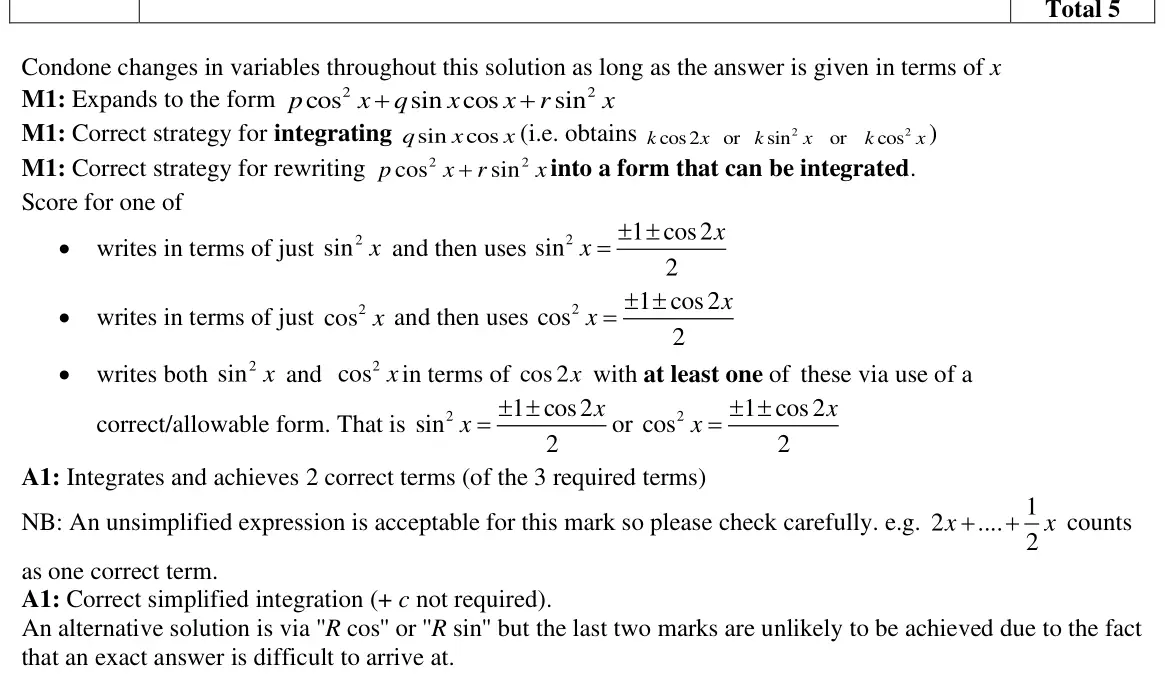 Total 5
Condone changes in variables throughout this solution as long as the answer is given in terms of x
M1: Expands to the form p cos² x + q sin x cos x + r sin² x
M1: Correct strategy for integrating q sin x cos x (i.e. obtains k cos 2x or k sin² x or k cos² x)
M1: Correct strategy for rewriting p cos² x + r sin² x into a form that can be integrated.
Score for one of
• writes in terms of just sin² x and then uses sin² x = (±1 ± cos 2x)/2
• writes in terms of just cos² x and then uses cos² x = (±1 ± cos 2x)/2
• writes both sin² x and cos² x in terms of cos 2x with at least one of these via use of a
correct/allowable form. That is sin² x = (±1 ± cos 2x)/2 or cos² x = (±1 ± cos 2x)/2
A1: Integrates and achieves 2 correct terms (of the 3 required terms)
NB: An unsimplified expression is acceptable for this mark so please check carefully. e.g. 2x + .... + 1/2 x counts
as one correct term.
A1: Correct simplified integration (+ c not required).
An alternative solution is via "R cos" or "R sin" but the last two marks are unlikely to be achieved due to the fact
that an exact answer is difficult to arrive at.